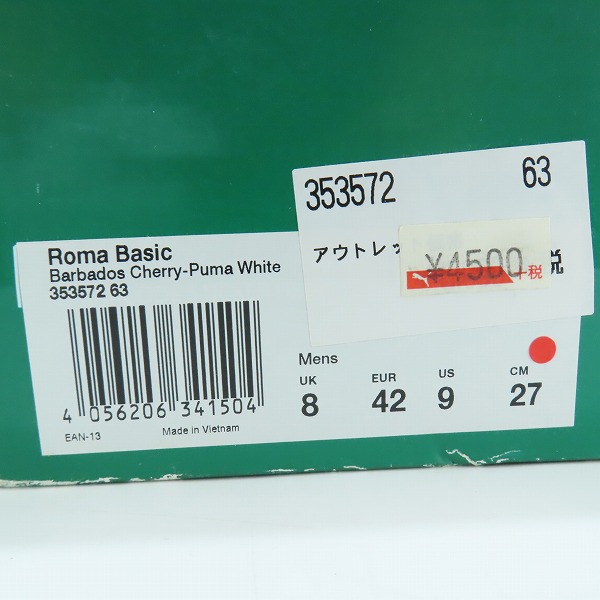 353572 63
アウトレッ
¥4500 +税
税
Roma Basic
Barbados Cherry-Puma White
353572 63
4 056206 341504
EAN-13 Made in Vietnam
Mens
UK EUR US CM
8 42 9 27